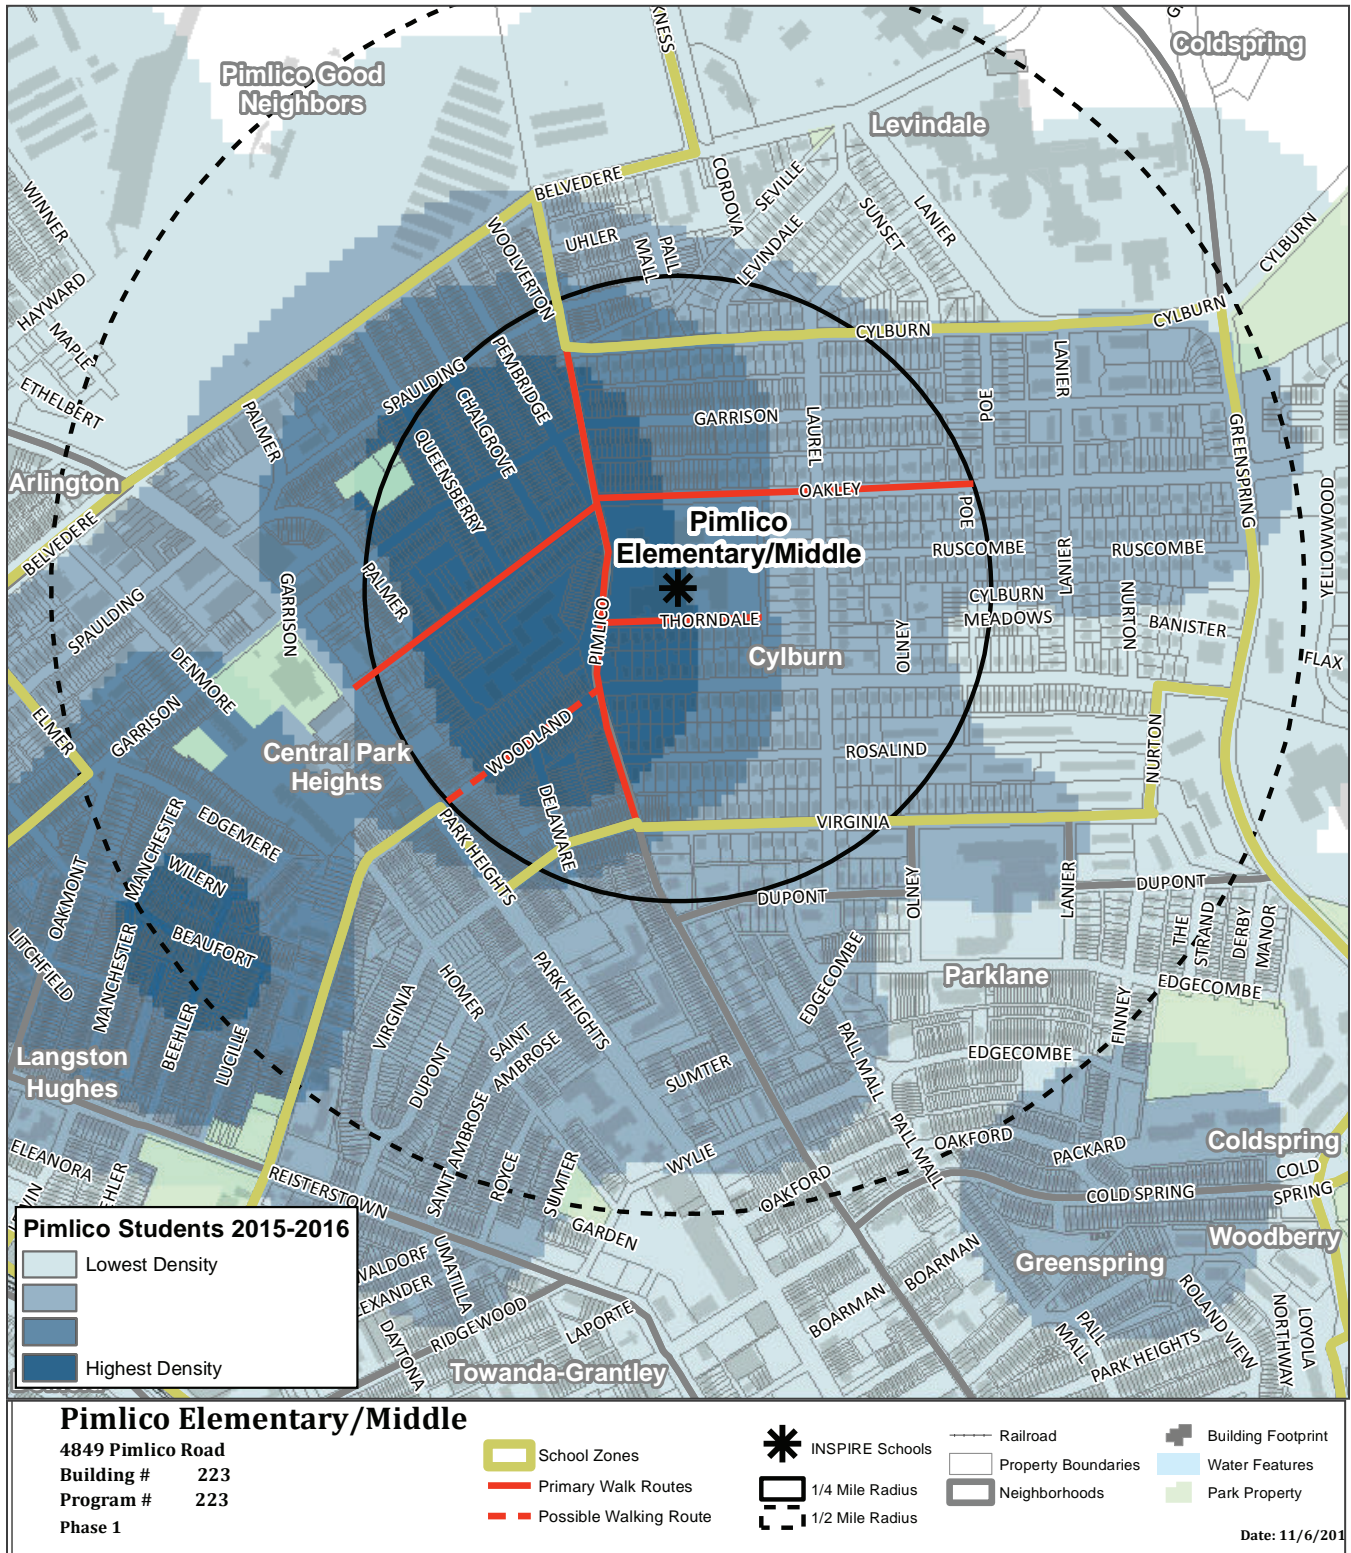 KNESS
G
Coldspring
Pimlico Good
Neighbors
Levindale
WINNER
BELVEDERE
CORDOVA
SEVILLE
LANIER
SUNSET
LEVINDALE
WOOLVERTON
UHLER
PALL
MALL
CYLBURN
HAYWARD
MAPLE
ETHELBERT
CYLBURN
CYLBURN
PEMBRIDGE
SPAULDING
CHALGROVE
QUEENSBERRY
PALMER
GARRISON
LAUREL
POE
LANIER
GREENSPRING
Arlington
BELVEDERE
OAKLEY
POE
YELLOWWOOD
Pimlico
Elementary/Middle
RUSCOMBE
LANIER
RUSCOMBE
GARRISON
PALMER
SPAULDING
CYLBURN
MEADOWS
NURTON
BANISTER
THORNDALE
PIMLICO
Cylburn
OLNEY
FLAX
DENMORE
GARRISON
ELMER
Central Park
Heights
WOODLAND
ROSALIND
NURTON
MANCHESTER
EDGEMERE
DELAWARE
PARK HEIGHTS
VIRGINIA
OAKMONT
WILERN
DUPONT
OLNEY
LANIER
DUPONT
LITCHFIELD
MANCHESTER
BEAUFORT
THE
STRAND
DERBY
MANOR
HOMER
PARK HEIGHTS
EDGECOMBE
Parklane
EDGECOMBE
VIRGINIA
FINNEY
BEEHLER
LUCILLE
SAINT
AMBROSE
DUPONT
PALL MALL
EDGECOMBE
Langston
Hughes
SUMTER
SAINT
AMBROSE
ROYCE
WYLIE
PALL MALL
OAKFORD
PACKARD
Coldspring
ELEANORA
EHLER
WIN
REISTERSTOWN
SUMTER
OAKFORD
COLD SPRING
COLD
SPRING
GARDEN
Woodberry
Greenspring
WALDORF
UMATILLA
EXANDER
BOARMAN
BOARMAN
DAYTONA
RIDGEWOOD
LAPORTE
PALL
MALL
PARK HEIGHTS
ROLAND VIEW
NORTHWAY
LOYOLA
Towanda-Grantley
Pimlico Students 2015-2016
Lowest Density
Highest Density
Pimlico Elementary/Middle
4849 Pimlico Road
Building # 223
Program # 223
Phase 1
School Zones
Primary Walk Routes
Possible Walking Route
INSPIRE Schools
1/4 Mile Radius
1/2 Mile Radius
Railroad
Property Boundaries
Neighborhoods
Building Footprint
Water Features
Park Property
Date: 11/6/201